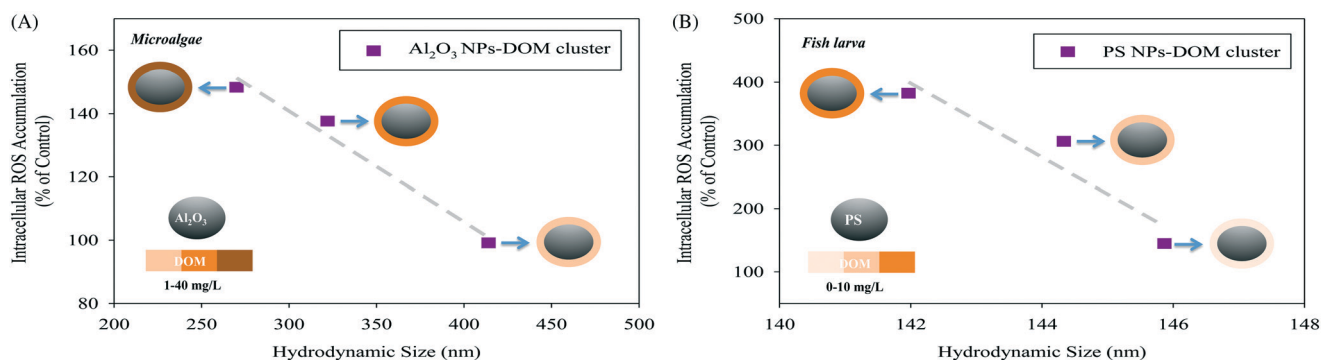 (A)
Intracellular ROS Accumulation
(% of Control)
160
140
120
100
80
Microalgae
Al₂O₃ NPs-DOM cluster
Al₂O₃
DOM
1-40 mg/L
200 250 300 350 400 450 500
Hydrodynamic Size (nm)
(B)
Intracellular ROS Accumulation
(% of Control)
500
400
300
200
100
Fish larva
PS NPs-DOM cluster
PS
DOM
0-10 mg/L
140 142 144 146 148
Hydrodynamic Size (nm)